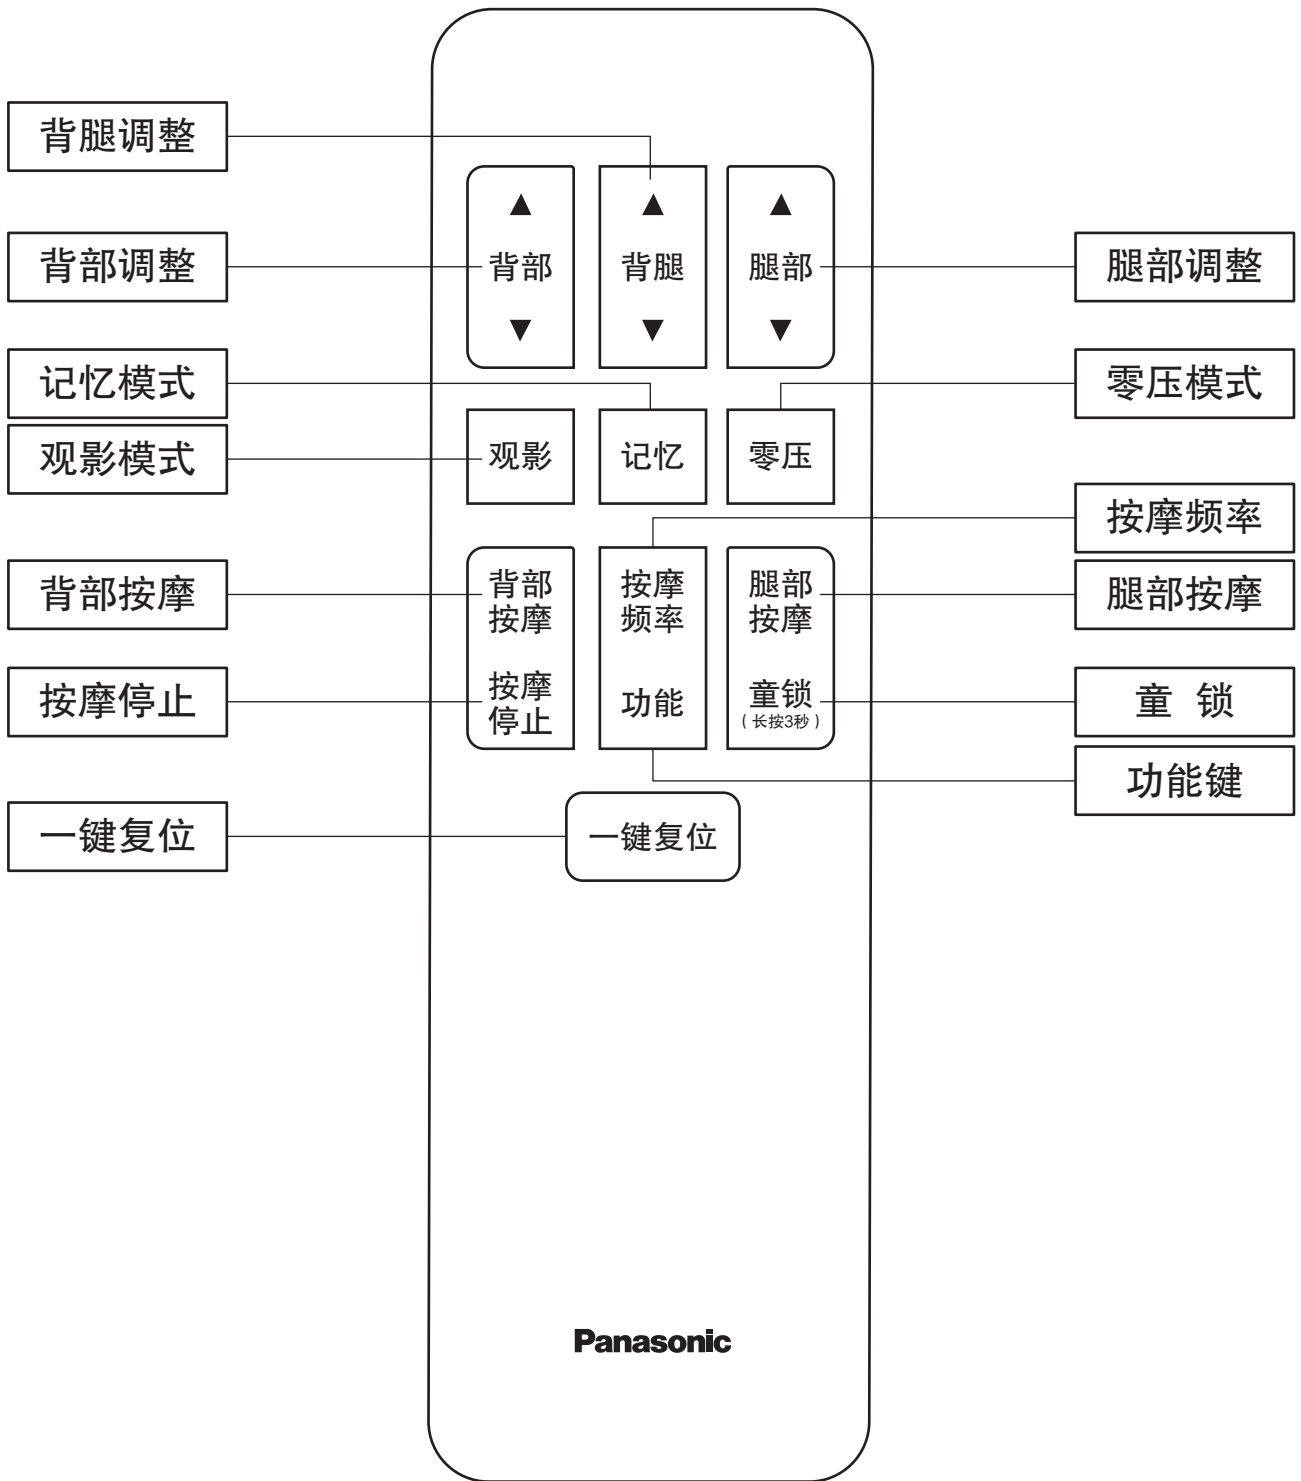 背腿调整
▲ ▲ ▲
背部调整
背部 背腿 腿部
腿部调整
▼ ▼ ▼
记忆模式
零压模式
观影模式
观影 记忆 零压
按摩频率
背部按摩
背部
按摩
按摩
频率
腿部
按摩
腿部按摩
按摩停止
按摩
停止
功能
童锁
(长按3秒)
童 锁
功能键
一键复位
一键复位
Panasonic